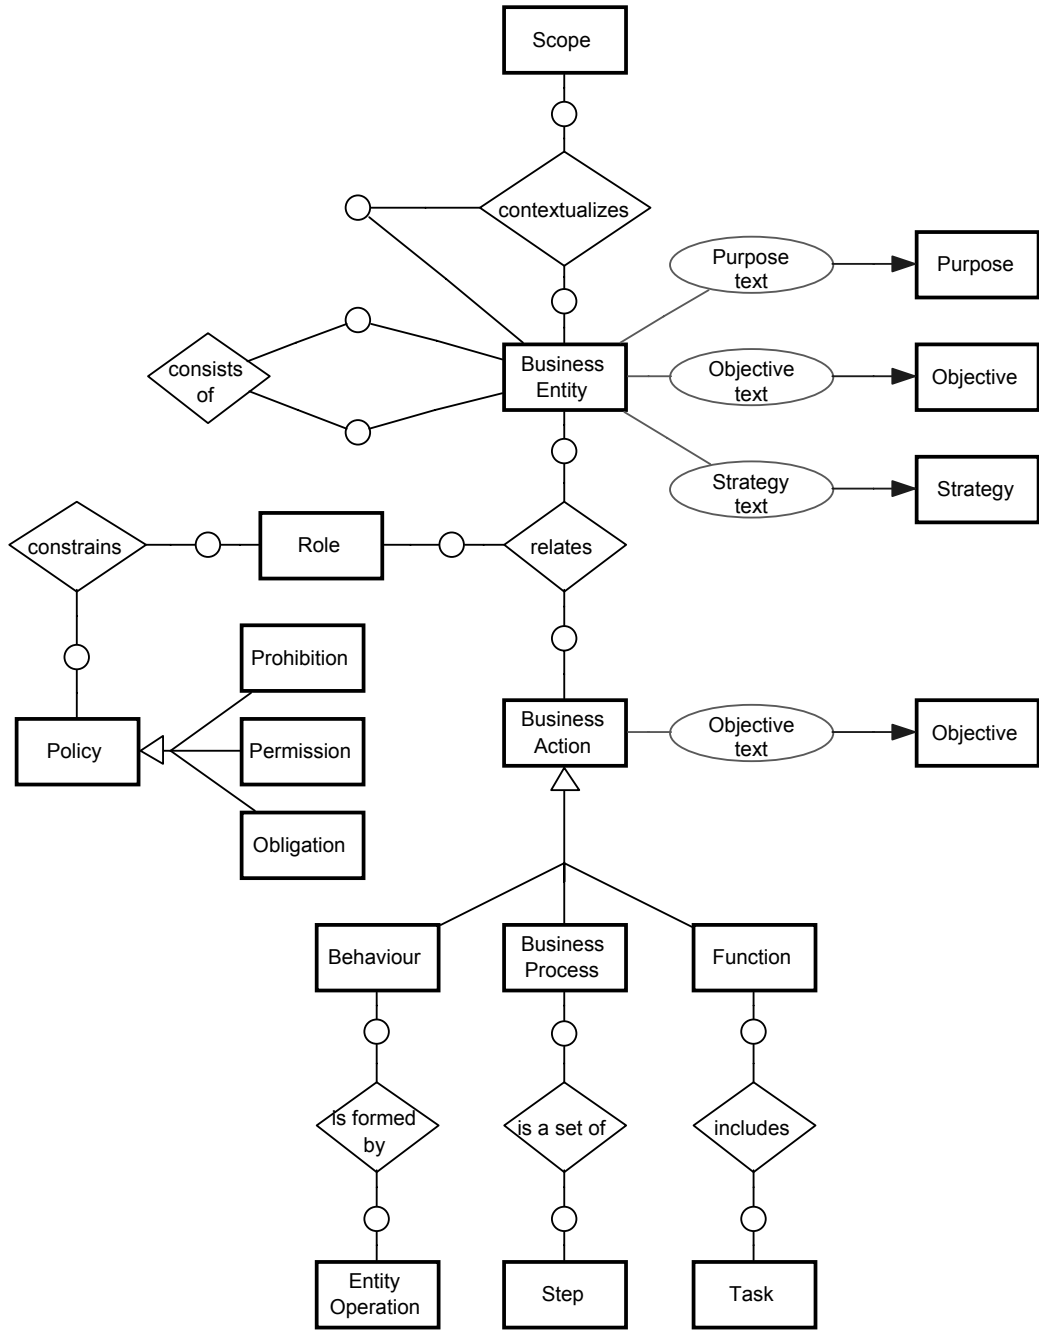 Scope
contextualizes
Purpose
text
Purpose
consists
of
Business
Entity
Objective
text
Objective
Strategy
text
Strategy
constrains
Role
relates
Prohibition
Policy
Permission
Obligation
Business
Action
Objective
text
Objective
Behaviour
Business
Process
Function
is formed
by
is a set of
includes
Entity
Operation
Step
Task